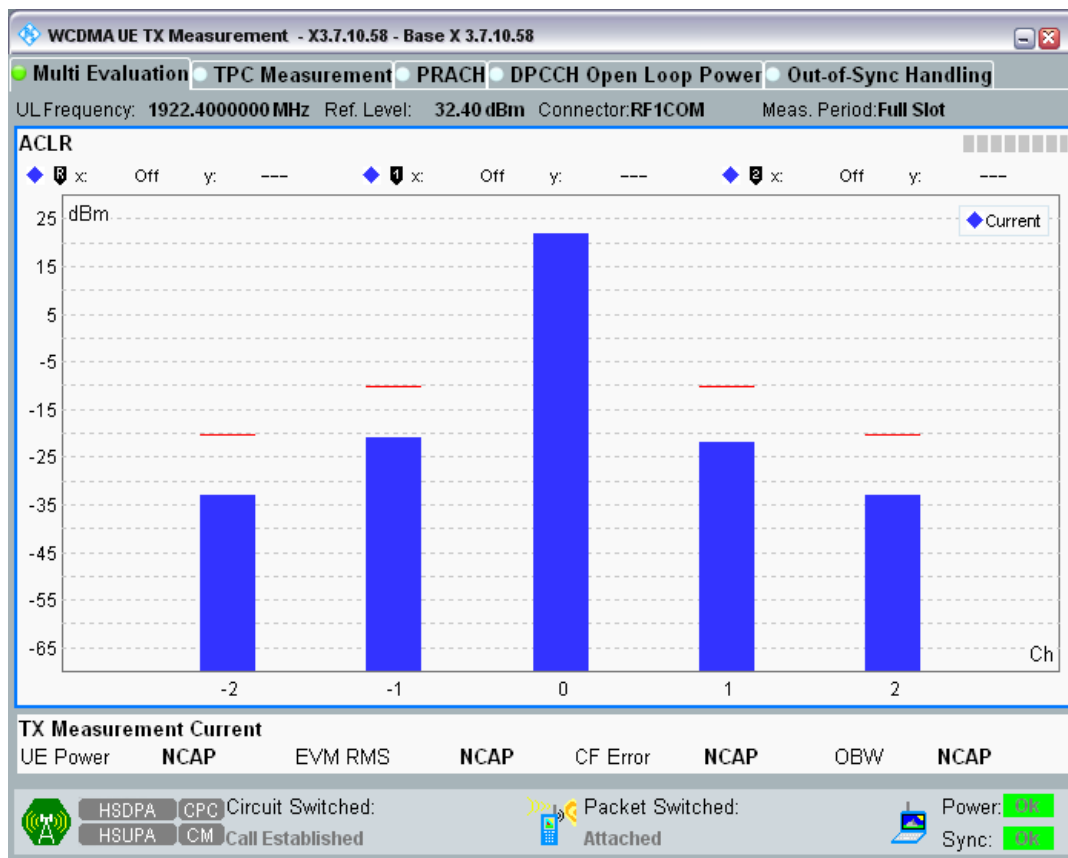 WCDMA UE TX Measurement - X3.7.10.58 - Base X 3.7.10.58
Multi Evaluation TPC Measurement PRACH DPCCH Open Loop Power Out-of-Sync Handling
UL Frequency: 1922.4000000 MHz Ref. Level: 32.40 dBm Connector:RF1COM Meas. Period:Full Slot
ACLR
R x: Off y: --- 1 x: Off y: --- 2 x: Off y: ---
dBm
Current
25
15
5
-5
-15
-25
-35
-45
-55
-65
Ch
-2 -1 0 1 2
TX Measurement Current
UE Power NCAP EVM RMS NCAP CF Error NCAP OBW NCAP
HSDPA CPC Circuit Switched: Packet Switched: Power: OK
HSUPA CM Call Established Attached Sync: OK